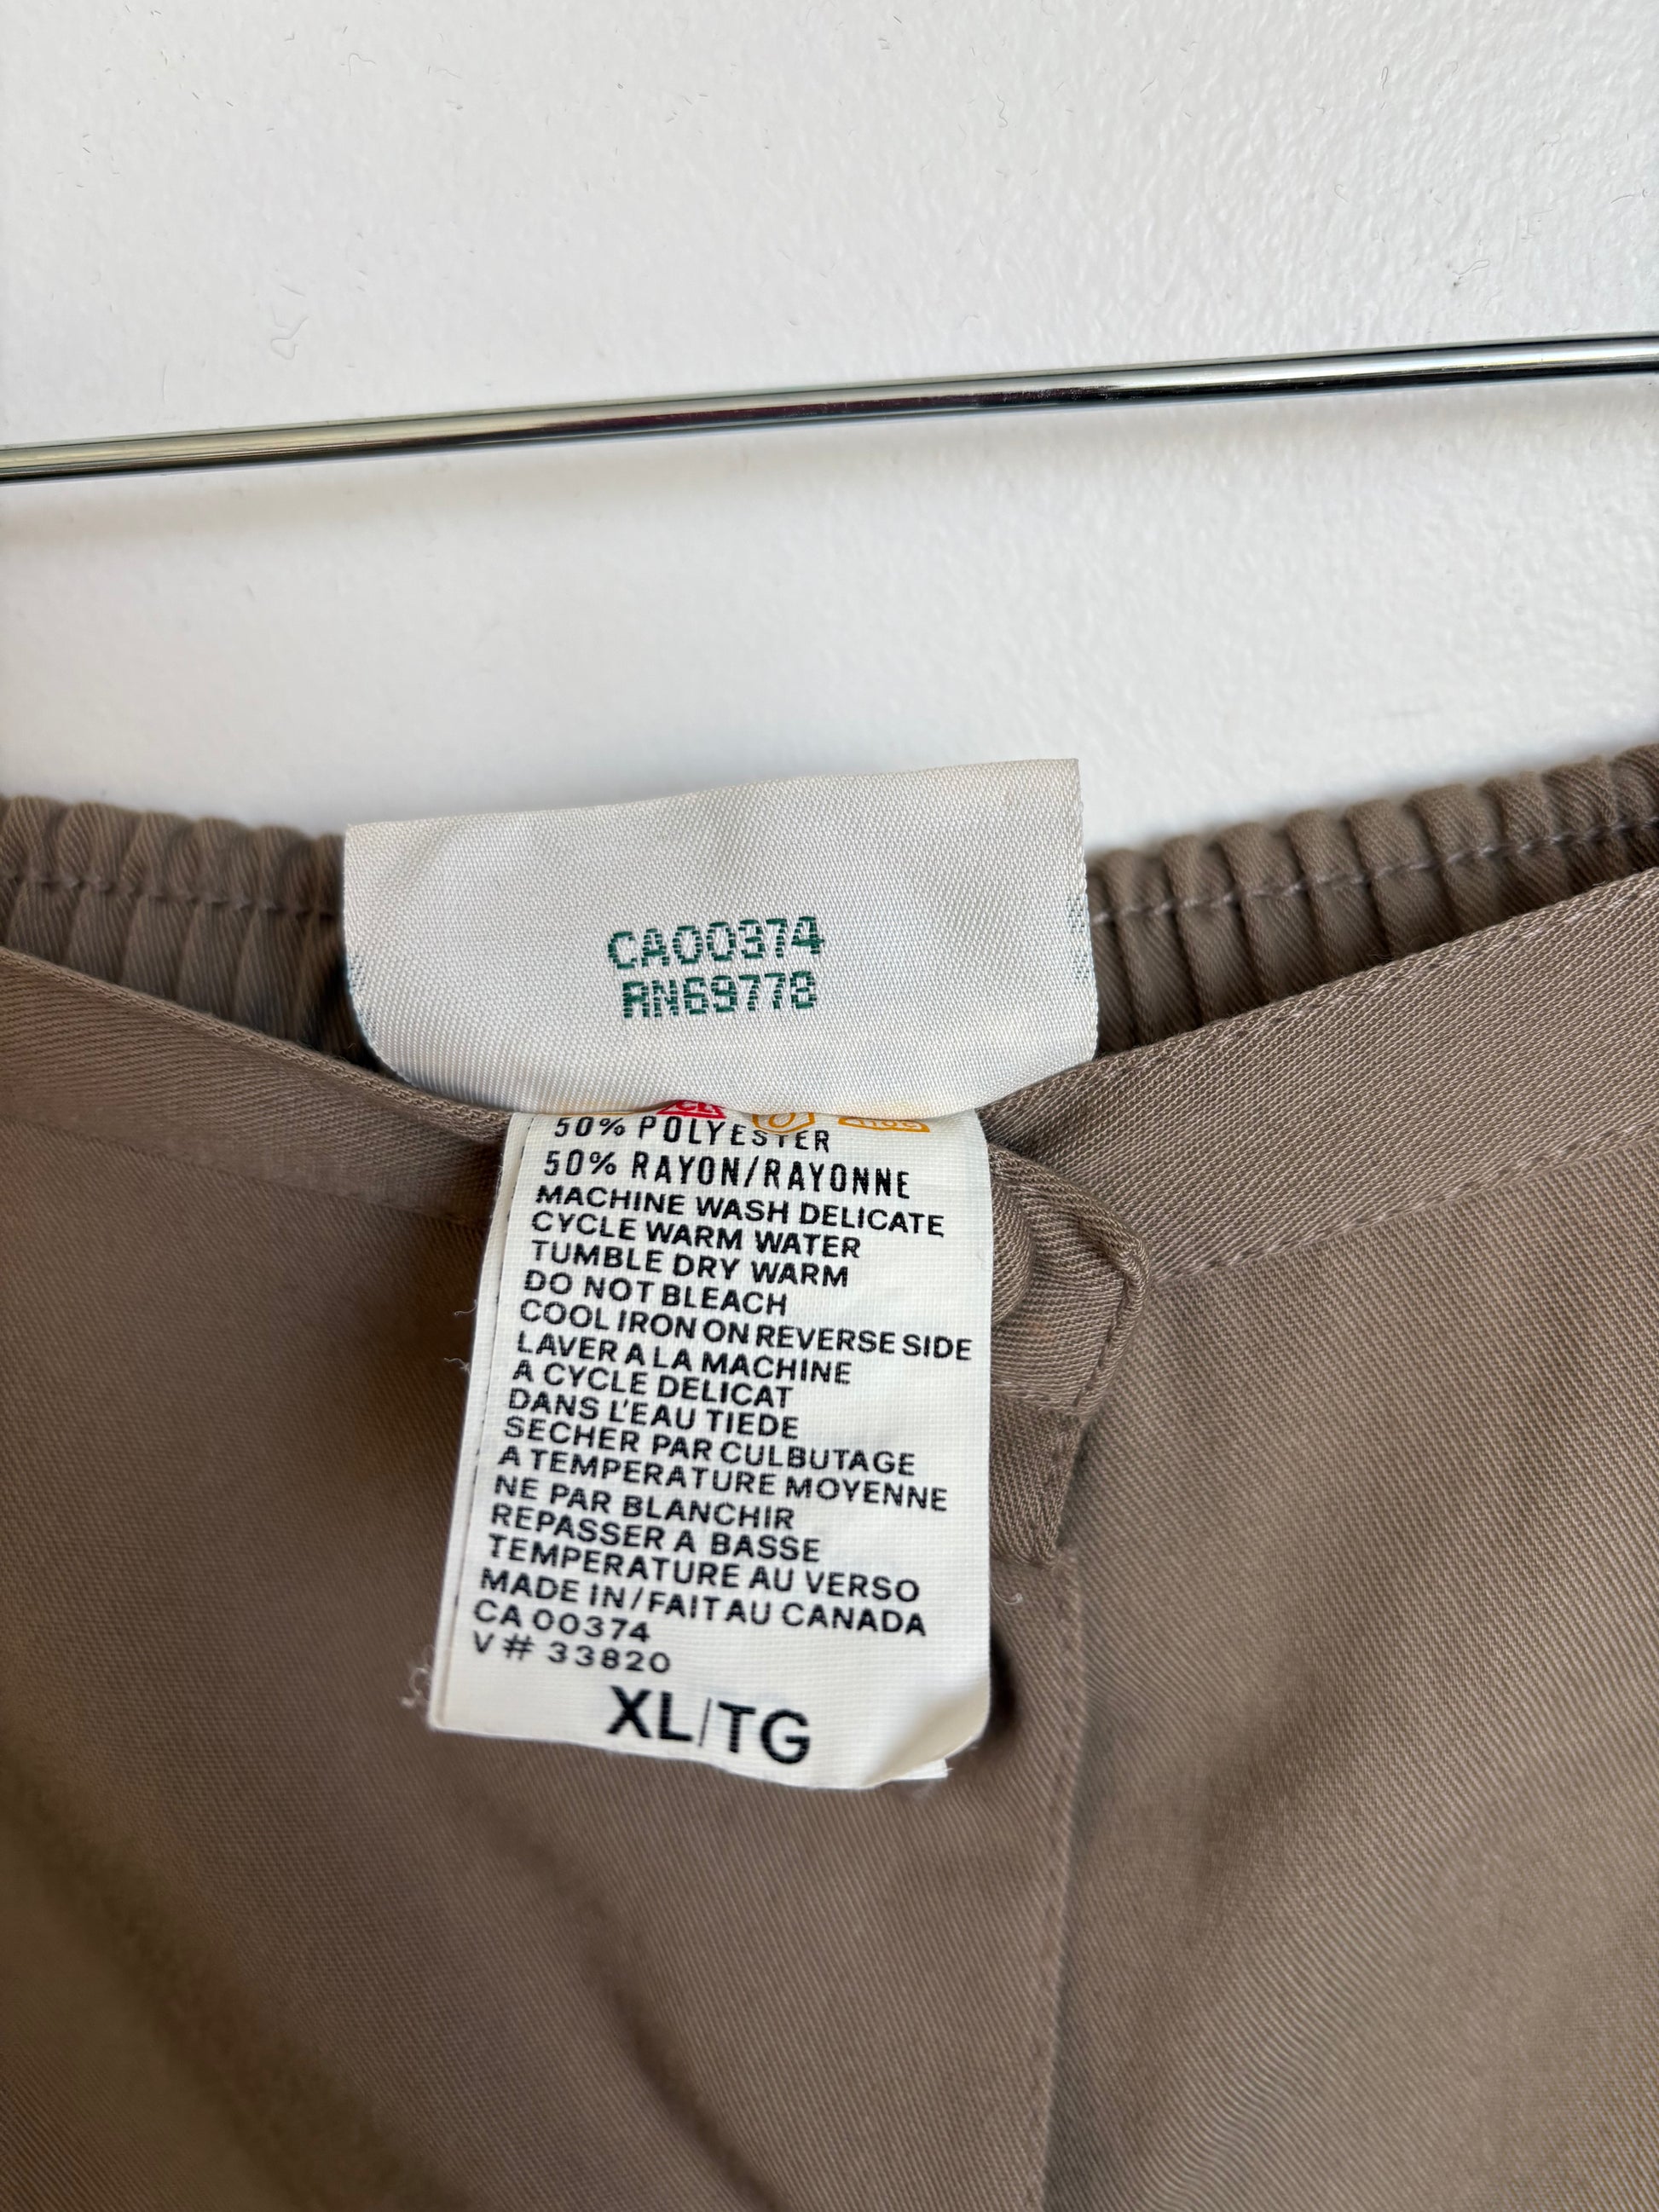 CA00374
RN69778
50% POLYESTER
50% RAYON/RAYONNE
MACHINE WASH DELICATE
CYCLE WARM WATER
TUMBLE DRY WARM
DO NOT BLEACH
COOL IRON ON REVERSE SIDE
LAVER A LA MACHINE
A CYCLE DELICAT
DANS L'EAU TIEDE
SECHER PAR CULBUTAGE
A TEMPERATURE MOYENNE
NE PAR BLANCHIR
REPASSER A BASSE
TEMPERATURE AU VERSO
MADE IN/FAIT AU CANADA
CA 00374
V# 33820
XL/TG